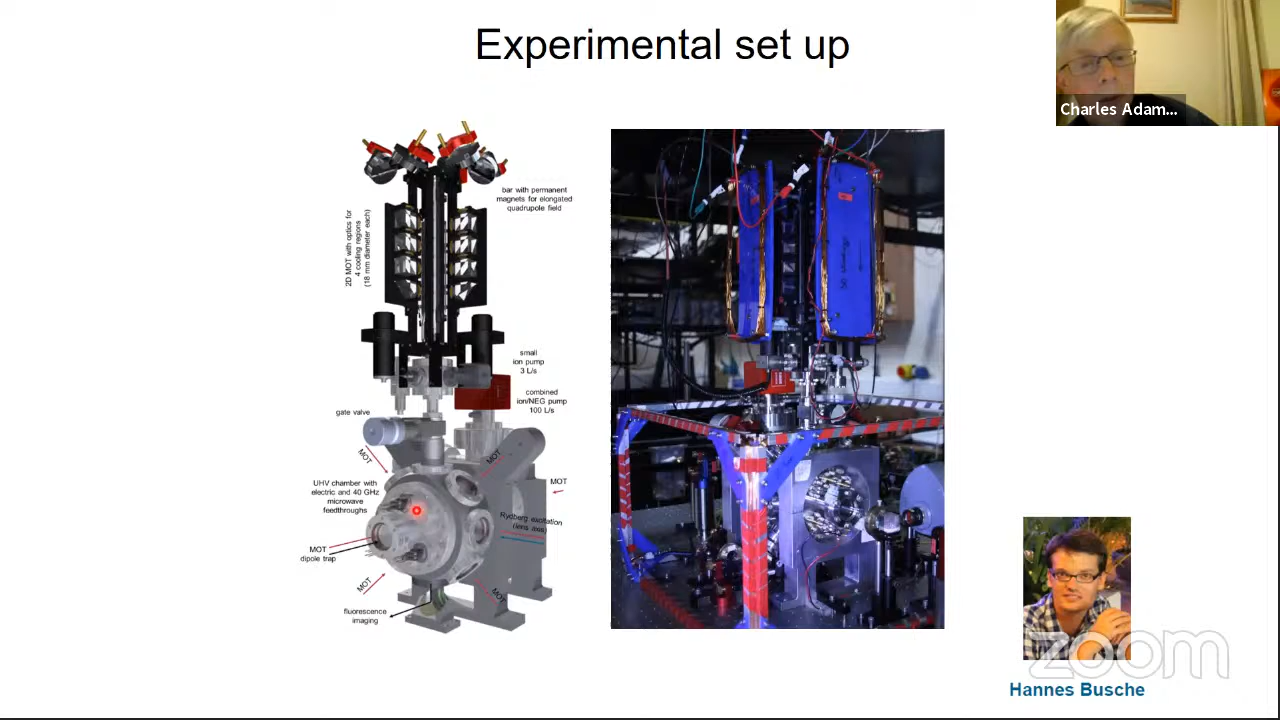 Experimental set up
Charles Adam...
bar with permanent
magnets for elongated
quadrupole field
2D MOT with optics for
4 cooling regions
(18 mm diameter each)
small
ion pump
3 L/s
combined
ion/NEG pump
100 L/s
gate valve
MOT
MOT
MOT
UHV chamber with
electric and 40 GHz
microwave
feedthroughs
Rydberg excitation
(lens axis)
MOT
dipole trap
MOT
MOT
fluorescence
imaging
zoom
Hannes Busche